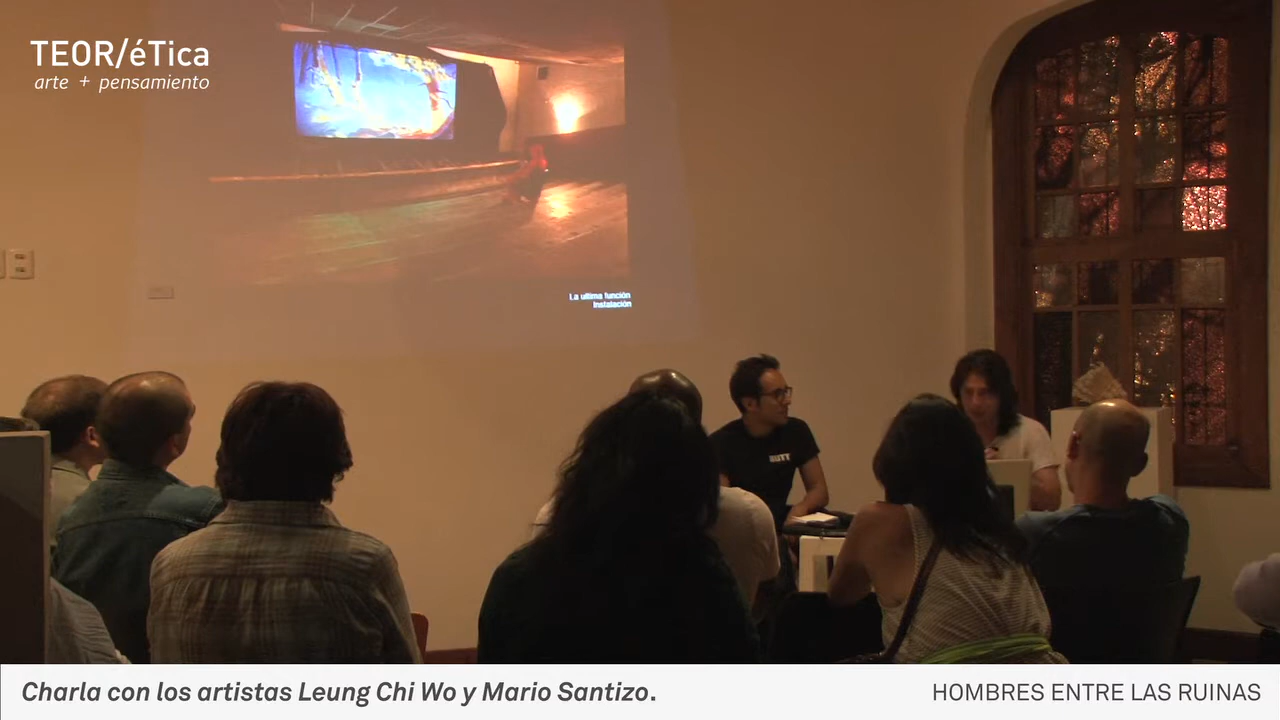 TEOR/éTica
arte + pensamiento
La ultima función
Instalación
BUTT
Charla con los artistas Leung Chi Wo y Mario Santizo.
HOMBRES ENTRE LAS RUINAS